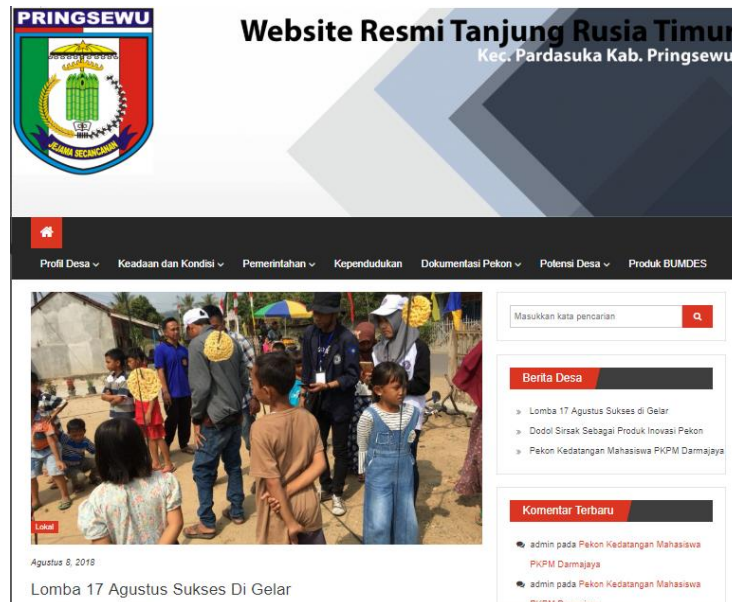 PRINGSEWU
JEJAMA SECANCANAN
Website Resmi Tanjung Rusia Timur
Kec. Pardasuka Kab. Pringsewu
Profil Desa
Keadaan dan Kondisi
Pemerintahan
Kependudukan
Dokumentasi Pekon
Potensi Desa
Produk BUMDES
Lokal
Agustus 8, 2018
Lomba 17 Agustus Sukses Di Gelar
Masukkan kata pencarian
Berita Desa
» Lomba 17 Agustus Sukses di Gelar
» Dodol Sirsak Sebagai Produk Inovasi Pekon
» Pekon Kedatangan Mahasiswa PKPM Darmajaya
Komentar Terbaru
admin pada Pekon Kedatangan Mahasiswa
PKPM Darmajaya
admin pada Pekon Kedatangan Mahasiswa